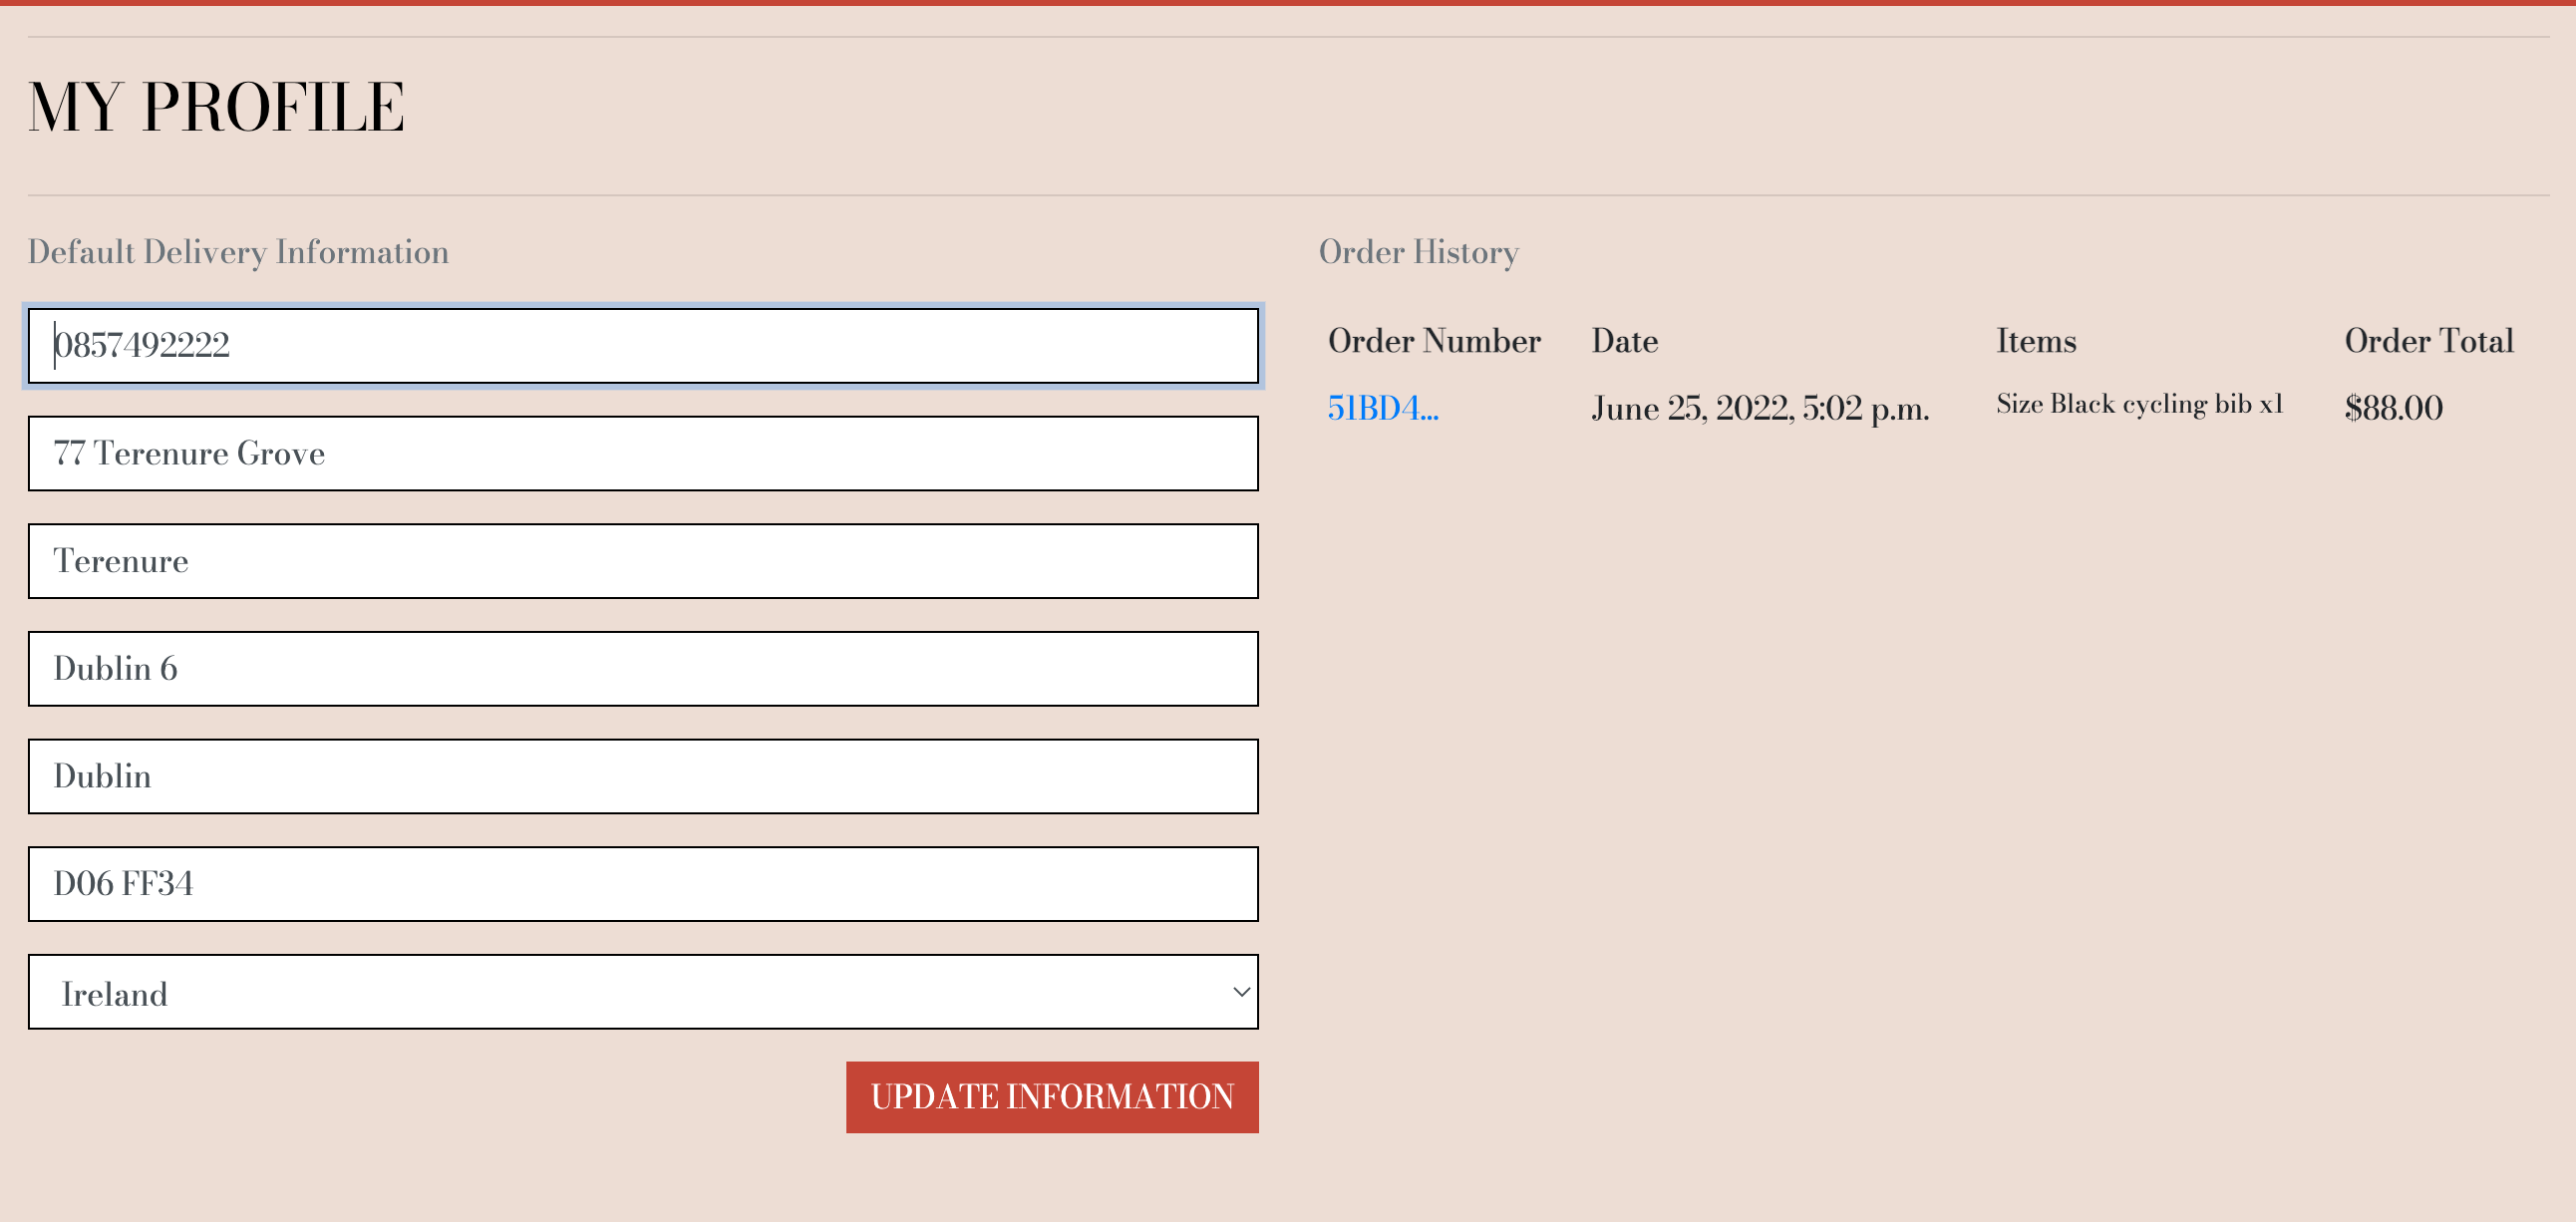 MY PROFILE
Default Delivery Information
0857492222
77 Terenure Grove
Terenure
Dublin 6
Dublin
D06 FF34
Ireland
UPDATE INFORMATION
Order History
Order Number Date Items Order Total
51BD4... June 25, 2022, 5:02 p.m. Size Black cycling bib xl $88.00